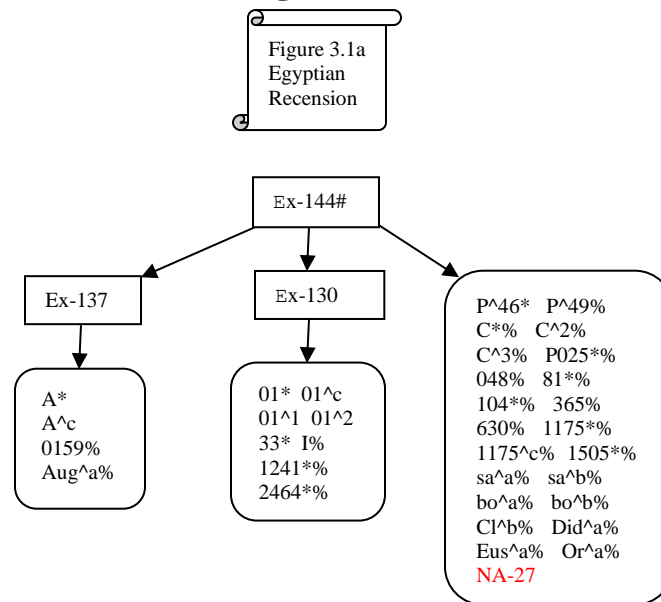 Figure 3.1a
Egyptian
Recension
Ex-144#
Ex-137
Ex-130
A*
A^c
0159%
Aug^a%
01* 01^c
01^1 01^2
33* I%
1241*%
2464*%
P^46* P^49%
C*% C^2%
C^3% P025*%
048% 81*%
104*% 365%
630% 1175*%
1175^c% 1505*%
sa^a% sa^b%
bo^a% bo^b%
Cl^b% Did^a%
Eus^a% Or^a%
NA-27